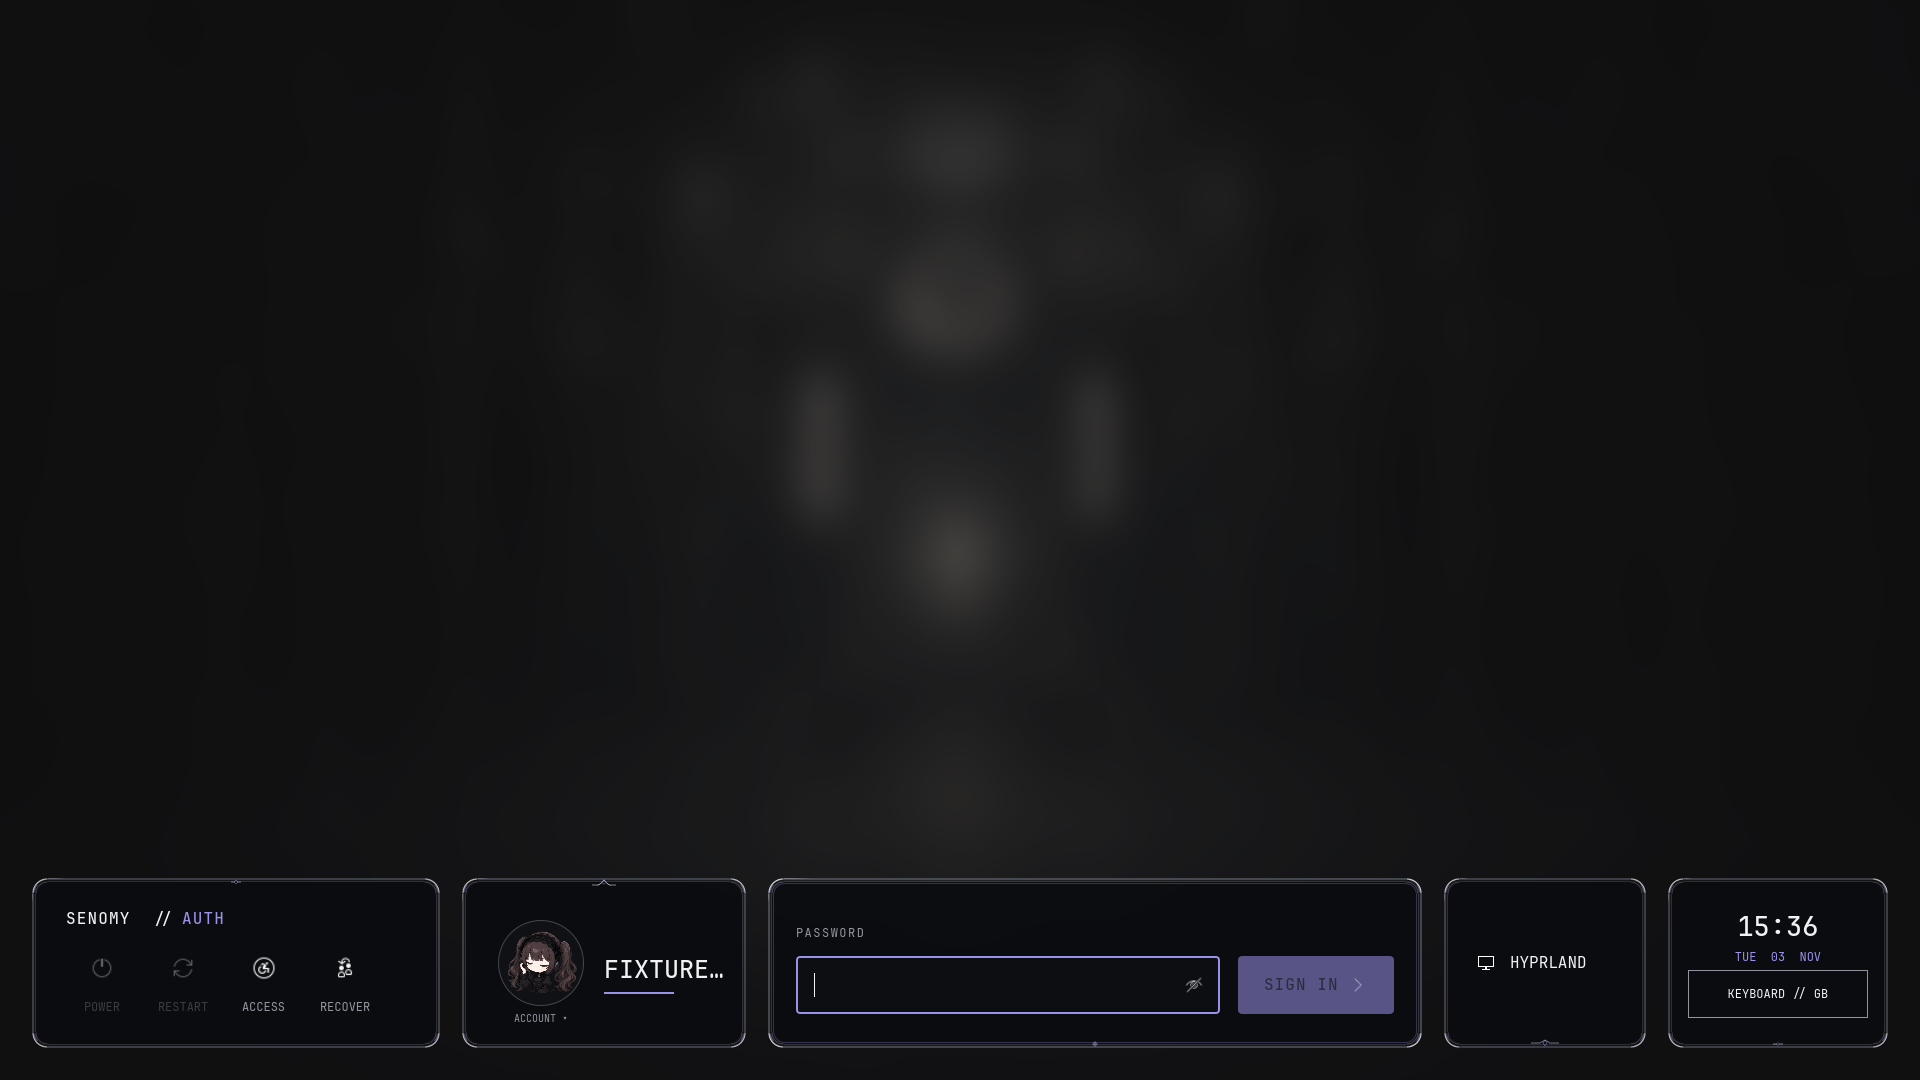 SENOMY // AUTH
POWER RESTART ACCESS RECOVER
FIXTURE…
ACCOUNT
PASSWORD
SIGN IN
HYPRLAND
15:36
TUE 03 NOV
KEYBOARD // GB